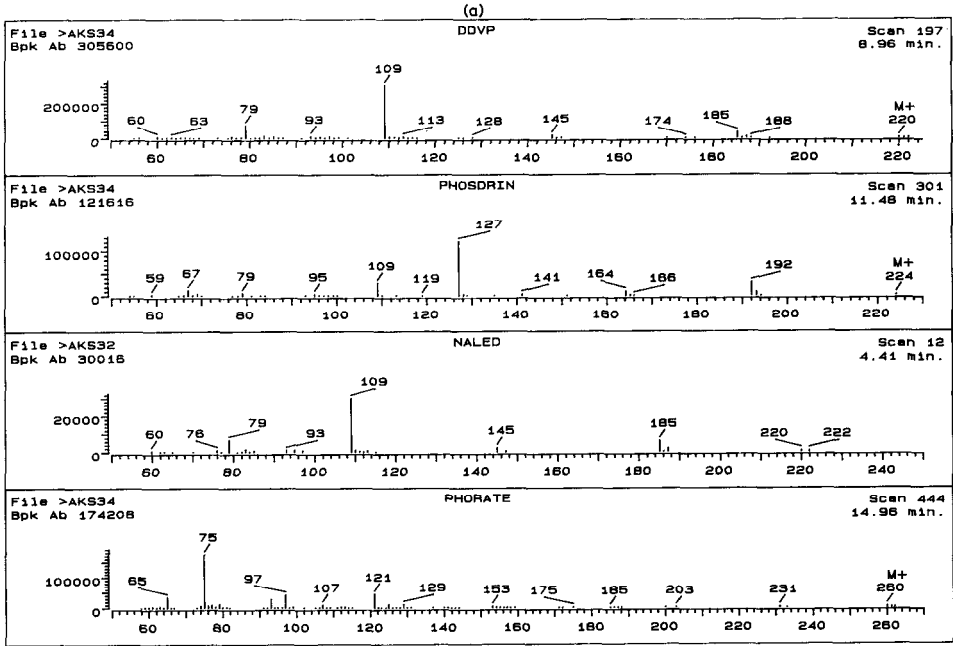 (a)
File >AKS34 DDVP Scan 197
Bpk Ab 305600 8.96 min.
109
200000
60 63 79 93 113 128 145 174 185 188 M+ 220
0 0
60 80 100 120 140 160 180 200 220
File >AKS34 PHOSDRIN Scan 301
Bpk Ab 121616 11.48 min.
127
100000
59 67 79 95 109 119 141 164 166 192 M+ 224
0 0
60 80 100 120 140 160 180 200 220
File >AKS32 NALED Scan 12
Bpk Ab 30016 4.41 min.
109
20000
60 76 79 93 145 185 220 222
0 0
60 80 100 120 140 160 180 200 220 240
File >AKS34 PHORATE Scan 444
Bpk Ab 174208 14.96 min.
75
100000
65 97 107 121 129 153 175 185 203 231 M+ 260
0 0
60 80 100 120 140 160 180 200 220 240 260